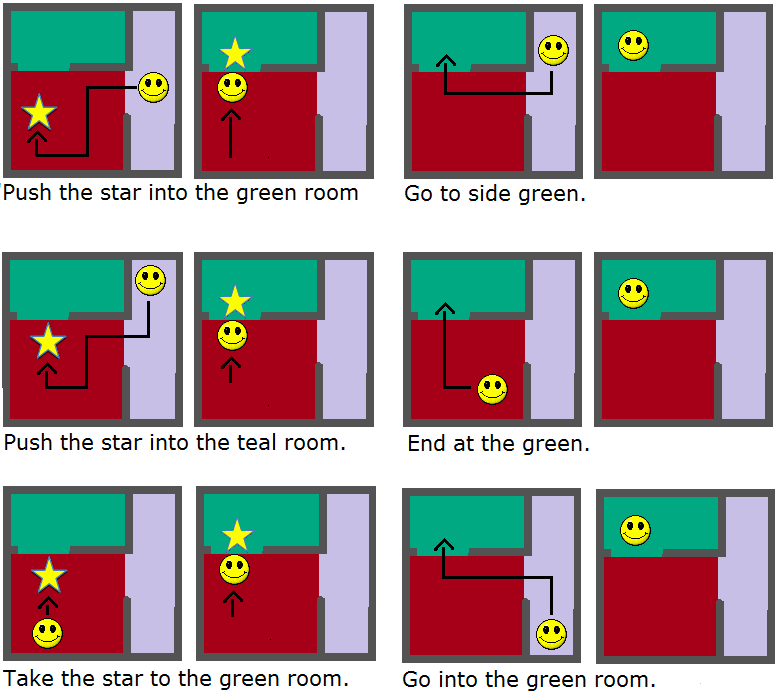 Push the star into the green room
Go to side green.
Push the star into the teal room.
End at the green.
Take the star to the green room.
Go into the green room.